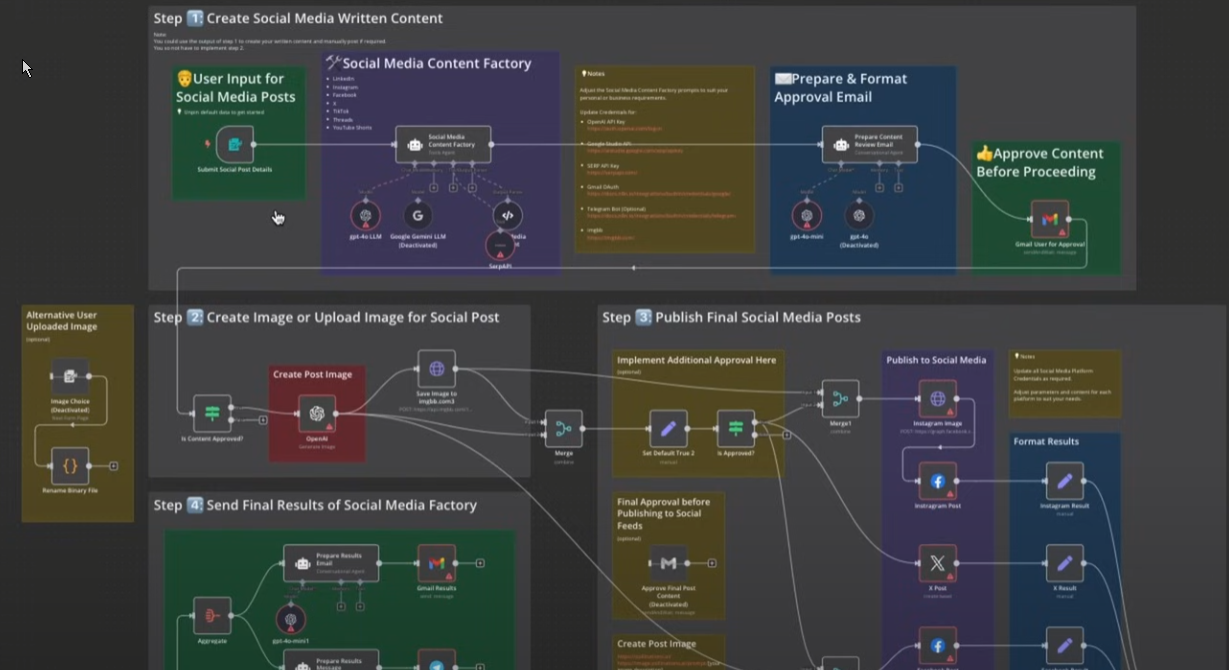 Step 1 Create Social Media Written Content
Note:
You could use the output of step 1 to create your written content and manually post if required.
You so not have to implement step 2.
User Input for
Social Media Posts
Unpin default data to get started
Submit Social Post Details
Social Media Content Factory
LinkedIn
Instagram
Facebook
X
TikTok
Threads
YouTube Shorts
Social Media
Content Factory
Tools Agent
gpt-4o LLM
Google Gemini LLM
(Deactivated)
SerpAPI
Notes
Adjust the Social Media Content Factory prompts to suit your
personal or business requirements.
Update Credentials for:
OpenAI API Key
Google Studio API
SERP API Key
Gmail OAuth
Telegram Bot (Optional)
imgbb
Prepare & Format
Approval Email
Prepare Content
Review Email
Conversational Agent
gpt-4o-mini
gpt-4o
(Deactivated)
Approve Content
Before Proceeding
Gmail User for Approval
Alternative User
Uploaded Image
(optional)
Image Choice
(Deactivated)
Rename Binary File
Step 2 Create Image or Upload Image for Social Post
Is Content Approved?
Create Post Image
OpenAI
Generate Image
Save Image to
imgbb.com3
Merge
combine
Step 3 Publish Final Social Media Posts
Implement Additional Approval Here
(optional)
Set Default True 2
manual
Is Approved?
Merge1
combine
Publish to Social Media
Instagram Image
Instragram Post
X Post
Notes
Update all Social Media Platform
Credentials as required.
Adjust parameters and content for each
platform to suit your needs.
Format Results
Instagram Result
manual
X Result
manual
Step 4 Send Final Results of Social Media Factory
Prepare Results
Email
Conversational Agent
Gmail Results
Aggregate
gpt-4o-mini1
Prepare Results
Message
Final Approval before
Publishing to Social
Feeds
(optional)
Approve Final Post
Content
(Deactivated)
Create Post Image